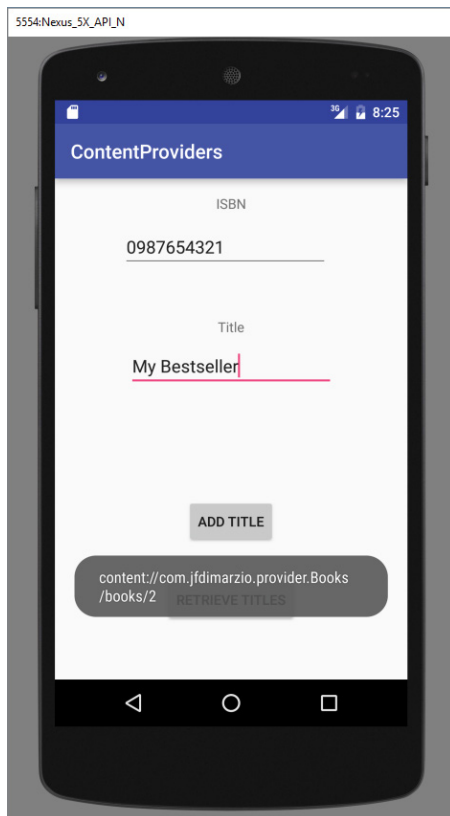 5554:Nexus_5X_API_N
3G 8:25
ContentProviders
ISBN
0987654321
Title
My Bestseller
ADD TITLE
content://com.jfdimarzio.provider.Books
/books/2
RETRIEVE TITLES